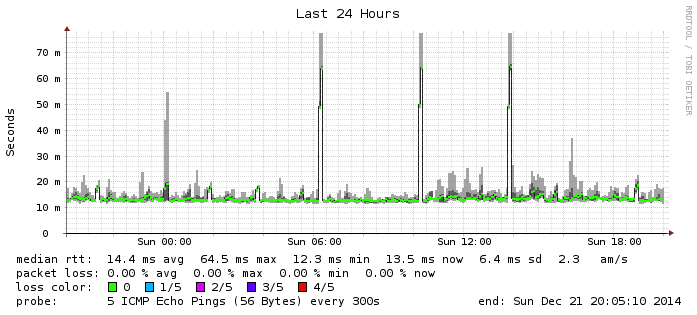 Last 24 Hours
RRDTOOL / TOBI OETIKER
Seconds
70 m
60 m
50 m
40 m
30 m
20 m
10 m
0
Sun 00:00 Sun 06:00 Sun 12:00 Sun 18:00
median rtt: 14.4 ms avg 64.5 ms max 12.3 ms min 13.5 ms now 6.4 ms sd 2.3 am/s
packet loss: 0.00 % avg 0.00 % max 0.00 % min 0.00 % now
loss color: 0 1/5 2/5 3/5 4/5
probe: 5 ICMP Echo Pings (56 Bytes) every 300s end: Sun Dec 21 20:05:10 2014